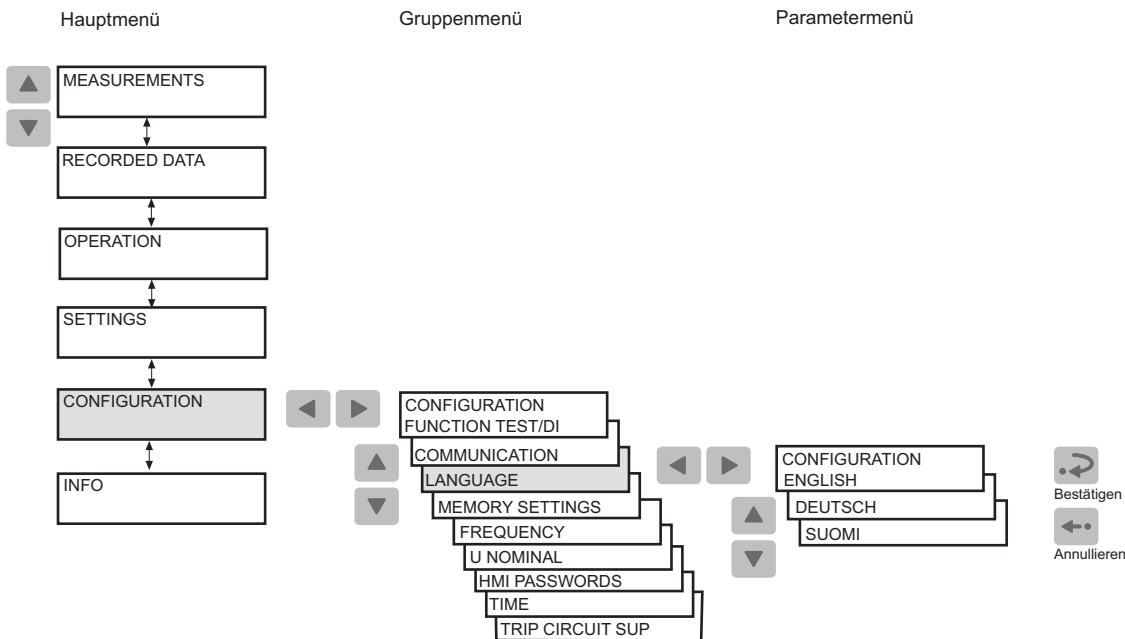 Hauptmenü
Gruppenmenü
Parametermenü
MEASUREMENTS
RECORDED DATA
OPERATION
SETTINGS
CONFIGURATION
INFO
CONFIGURATION
FUNCTION TEST/DI
COMMUNICATION
LANGUAGE
MEMORY SETTINGS
FREQUENCY
U NOMINAL
HMI PASSWORDS
TIME
TRIP CIRCUIT SUP
CONFIGURATION
ENGLISH
DEUTSCH
SUOMI
Bestätigen
Annullieren